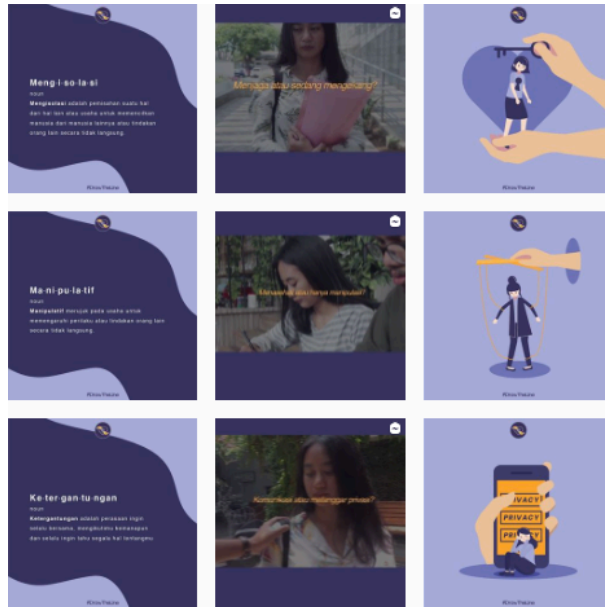 Meng·i·so·la·si
noun
Mengisolasi adalah pemisahan suatu hal
dari hal lain atau usaha untuk memencilkan
manusia dari manusia lainnya atau tindakan
orang lain secara tidak langsung.
Menjaga atau sedang mengekang?
Ma·ni·pu·la·tif
noun
Manipulatif merujuk pada usaha untuk
memengaruhi perilaku atau tindakan orang lain
secara tidak langsung.
atau hanya manipulasi?
Ke·ter·gan·tu·ngan
noun
Ketergantungan adalah perasaan ingin
selalu bersama, mengikutimu kemanapun
dan selalu ingin tahu segala hal tentangmu.
Komunikasi atau melanggar privasi?
PRIVACY
PRIVACY